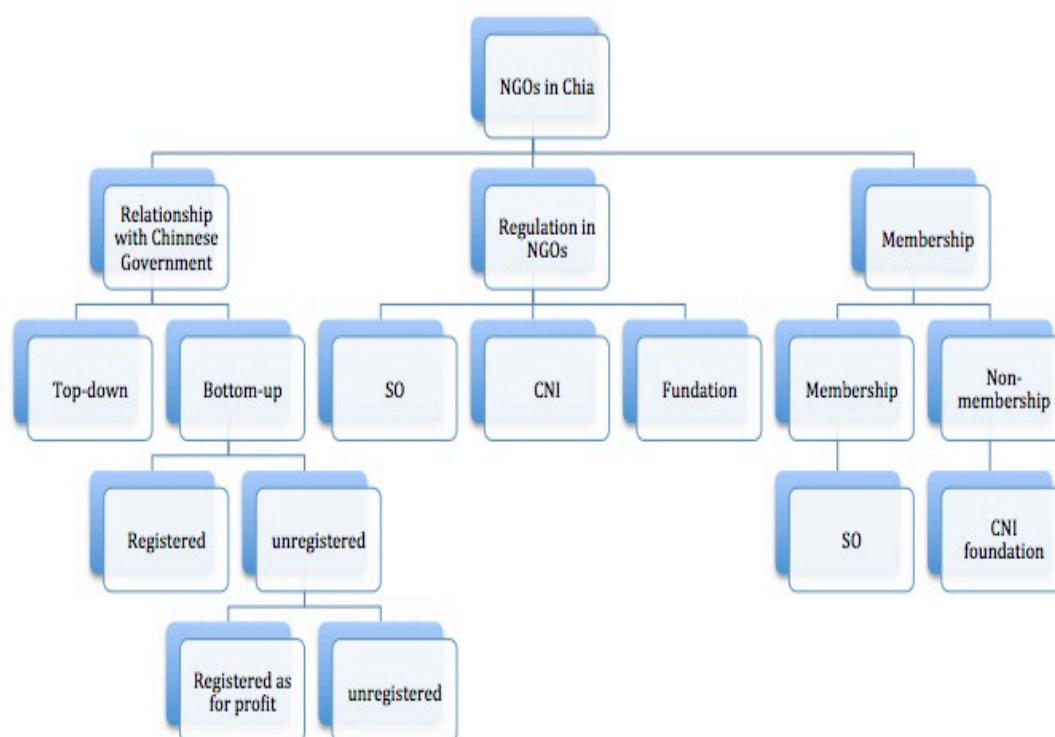 NGOs in Chia
Relationship
with Chinnese
Government
Regulation in
NGOs
Membership
Top-down
Bottom-up
SO
CNI
Fundation
Membership
Non-
membership
Registered
unregistered
SO
CNI
foundation
Registered as
for profit
unregistered